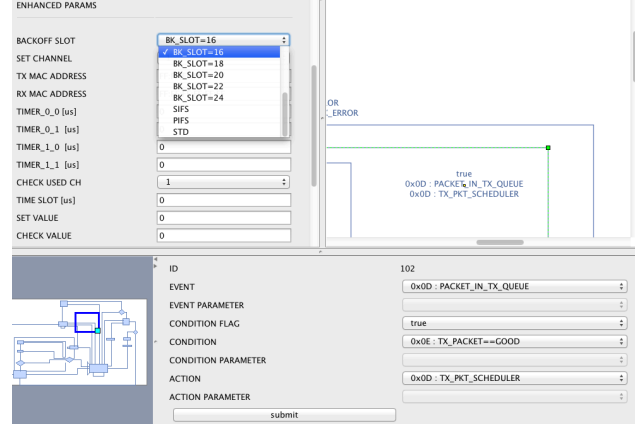 ENHANCED PARAMS
BACKOFF SLOT
BK_SLOT=16
✓ BK_SLOT=16
BK_SLOT=18
BK_SLOT=20
BK_SLOT=22
BK_SLOT=24
SIFS
PIFS
STD
SET CHANNEL
TX MAC ADDRESS
RX MAC ADDRESS
TIMER_0_0 [us]
TIMER_0_1 [us]
TIMER_1_0 [us]
0
TIMER_1_1 [us]
0
CHECK USED CH
1
TIME SLOT [us]
0
SET VALUE
0
CHECK VALUE
0
OR
_ERROR
true
0x0D : PACKET_IN_TX_QUEUE
0x0D : TX_PKT_SCHEDULER
ID
102
EVENT
0x0D : PACKET_IN_TX_QUEUE
EVENT PARAMETER
CONDITION FLAG
true
CONDITION
0x0E : TX_PACKET==GOOD
CONDITION PARAMETER
ACTION
0x0D : TX_PKT_SCHEDULER
ACTION PARAMETER
submit